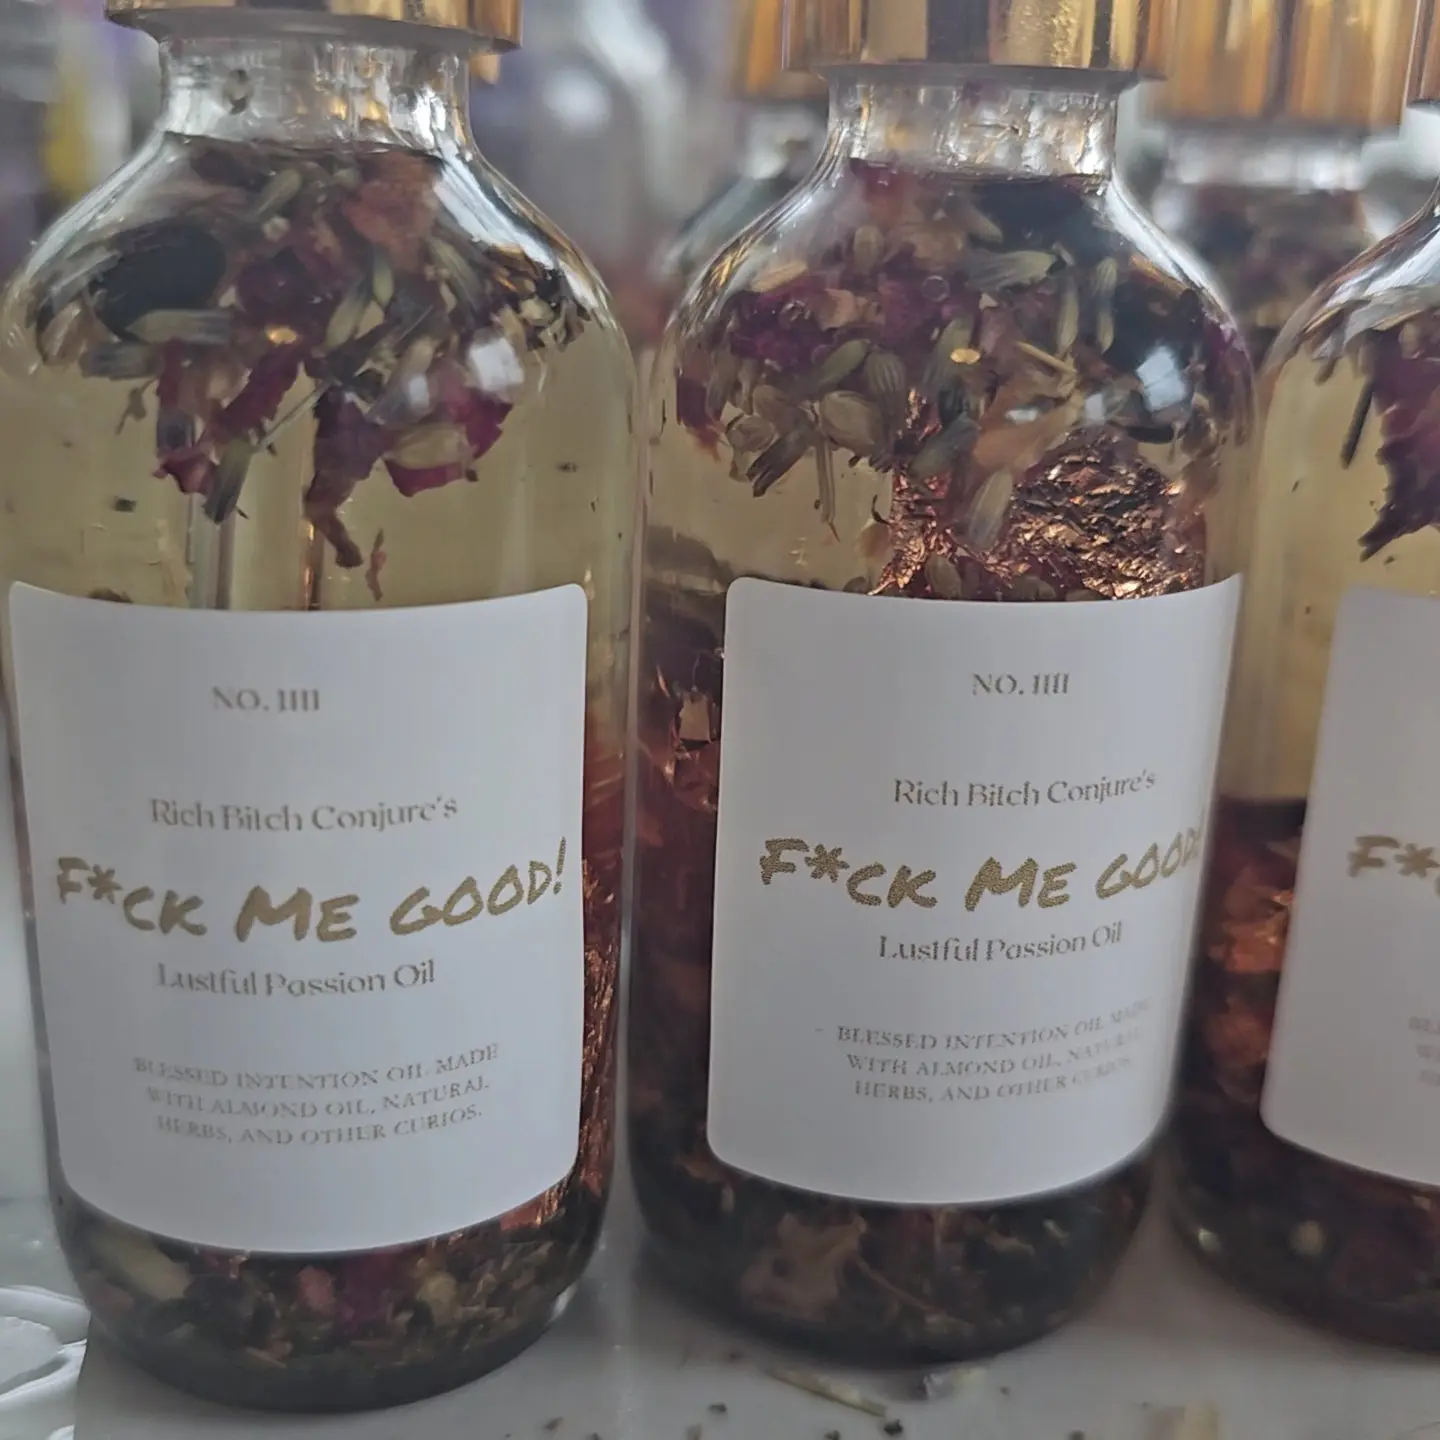 NO. 1111
Rich Bitch Conjure's
F*CK ME GOOD!
Lustful Passion Oil
BLESSED INTENTION OIL MADE
WITH ALMOND OIL, NATURAL
HERBS, AND OTHER CURIOS.
NO. 1111
Rich Bitch Conjure's
F*CK ME GOOD!
Lustful Passion Oil
BLESSED INTENTION OIL MADE
WITH ALMOND OIL, NATURAL
HERBS, AND OTHER CURIOS.
F*